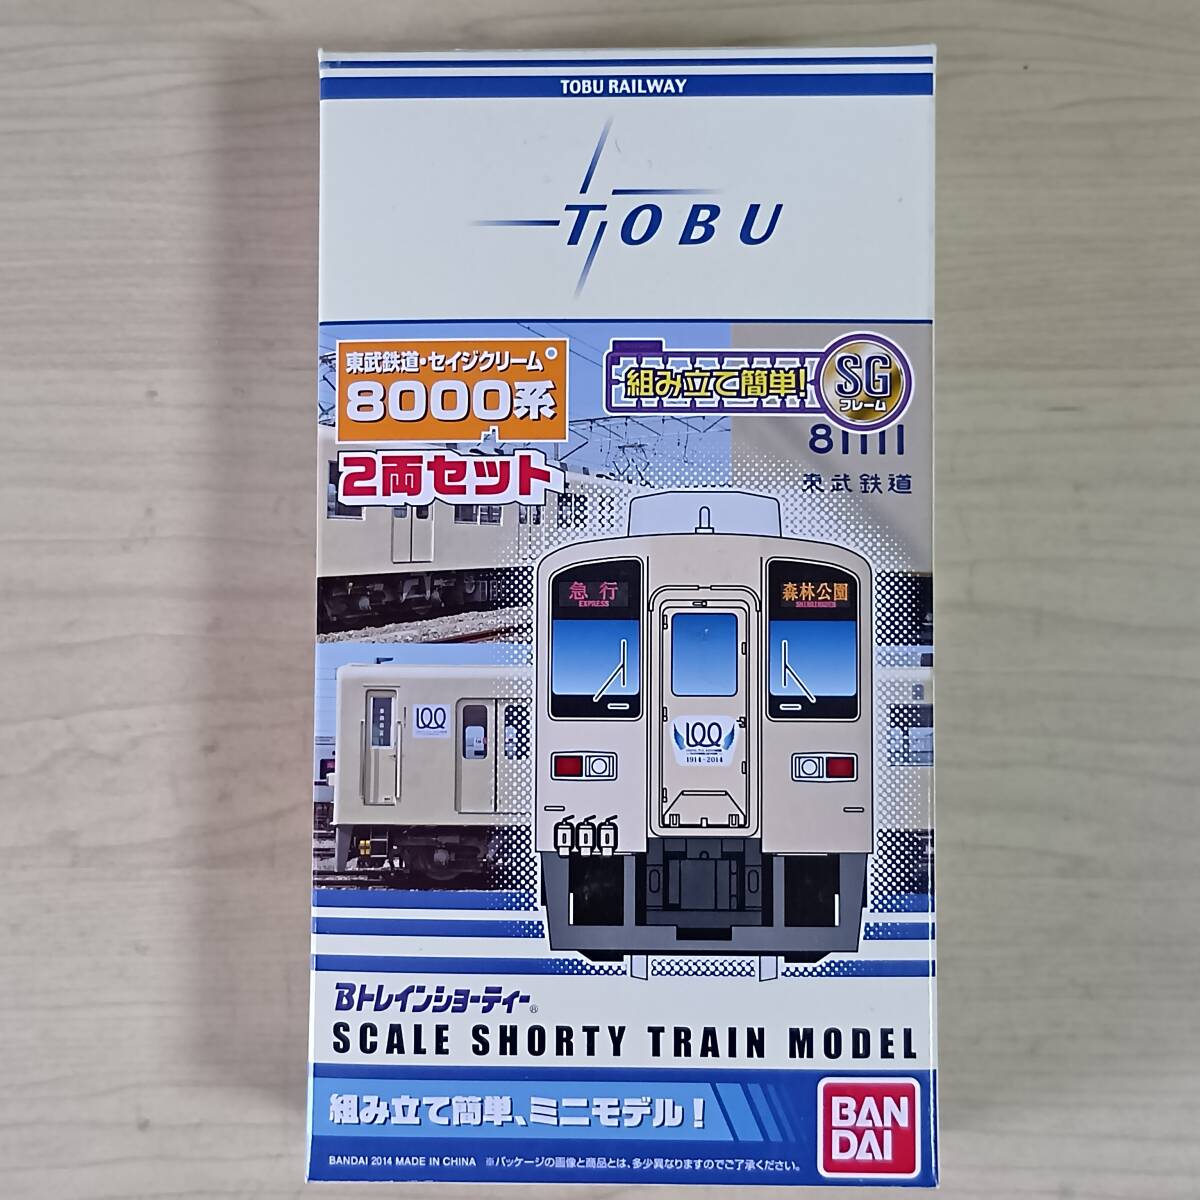 TOBU RAILWAY
TOBU
東武鉄道・セイジクリーム
8000系
2両セット
組み立て簡単!
SG
フレーム
81111
東武鉄道
急行
EXPRESS
森林公園
100
100
1914-2014
Bトレインショーティー®
SCALE SHORTY TRAIN MODEL
組み立て簡単、ミニモデル!
BAN
DAI
BANDAI 2014 MADE IN CHINA ※パッケージの画像と商品とは、多少異なりますのでご了承ください。